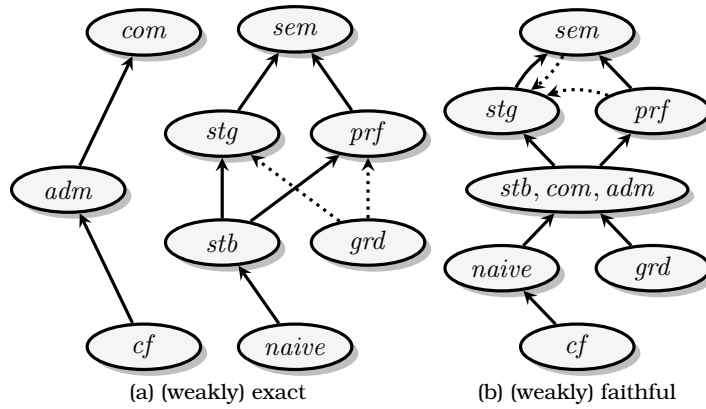 com sem sem
stg prf stg prf
adm stb, com, adm
stb grd naive grd
cf naive cf
(a) (weakly) exact (b) (weakly) faithful